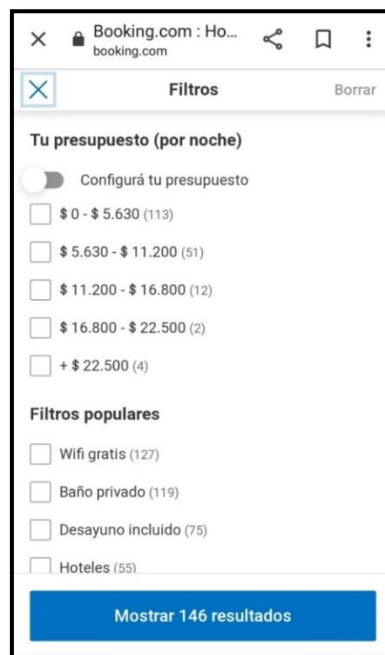 Booking.com : Ho...
booking.com
Filtros
Borrar
Tu presupuesto (por noche)
Configurá tu presupuesto
$ 0 - $ 5.630 (113)
$ 5.630 - $ 11.200 (51)
$ 11.200 - $ 16.800 (12)
$ 16.800 - $ 22.500 (2)
+ $ 22.500 (4)
Filtros populares
Wifi gratis (127)
Baño privado (119)
Desayuno incluido (75)
Hoteles (55)
Mostrar 146 resultados